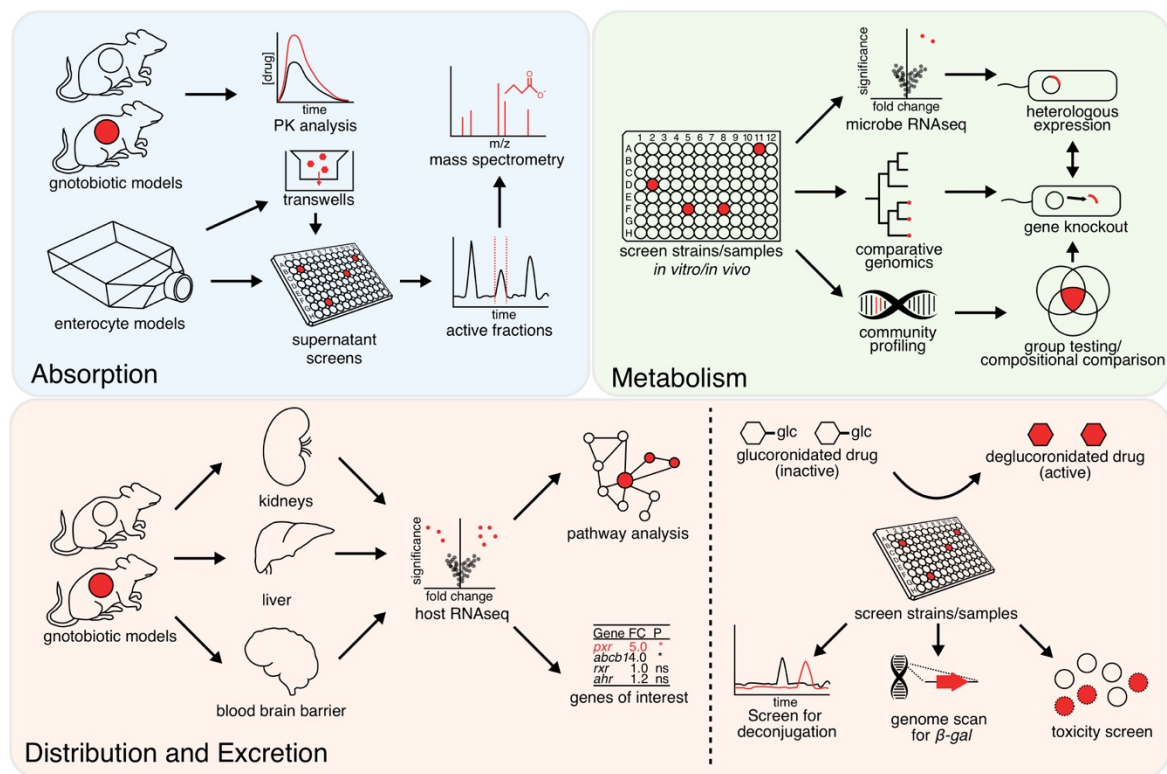 [drug]
time
PK analysis
gnotobiotic models
transwells
enterocyte models
supernatant
screens
m/z
mass spectrometry
time
active fractions
O
O-
Absorption
1 2 3 4 5 6 7 8 9 10 11 12
A
B
C
D
E
F
G
H
screen strains/samples
in vitro/in vivo
significance
fold change
microbe RNAseq
heterologous
expression
comparative
genomics
gene knockout
community
profiling
group testing/
compositional comparison
Metabolism
gnotobiotic models
kidneys
liver
blood brain barrier
significance
fold change
host RNAseq
pathway analysis
Gene FC P
pxr 5.0 *
abcb1 4.0 *
rxr 1.0 ns
ahr 1.2 ns
genes of interest
glc glc
glucoronidated drug
(inactive)
deglucoronidated drug
(active)
screen strains/samples
time
Screen for
deconjugation
genome scan
for β-gal
toxicity screen
Distribution and Excretion